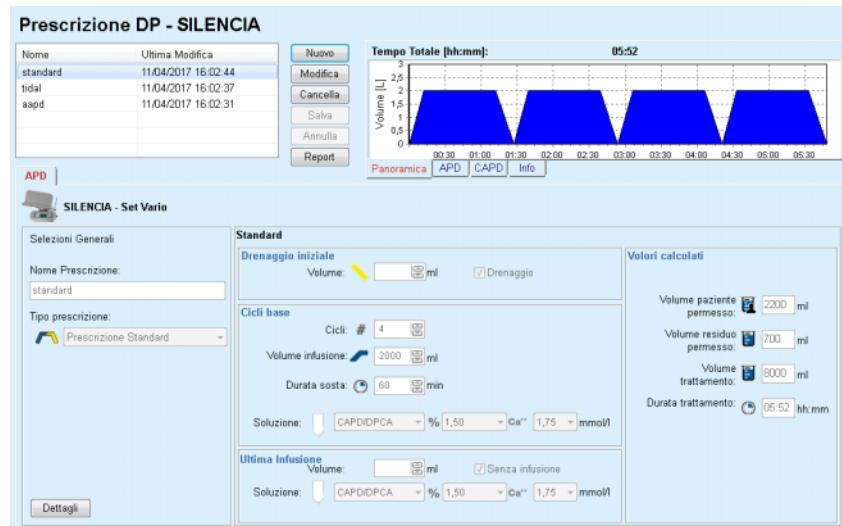 Prescrizione DP - SILENCIA
Nome Ultima Modifica
standard 11/04/2017 16:02:44
tidal 11/04/2017 16:02:37
aapd 11/04/2017 16:02:31
Nuovo
Modifica
Cancella
Salva
Annulla
Report
Tempo Totale [hh:mm]: 05:52
Volume [L]
3
2,5
2
1,5
1
0,5
0
00:30 01:00 01:30 02:00 02:30 03:00 03:30 04:00 04:30 05:00 05:30
Panoramica APD CAPD Info
APD
SILENCIA - Set Vario
Selezioni Generali
Nome Prescrizione:
standard
Tipo prescrizione:
Prescrizione Standard
Dettagli
Standard
Drenaggio iniziale
Volume: ml Drenaggio
Cicli base
Cicli: # 4
Volume infusione: 2000 ml
Durata sosta: 60 min
Soluzione: CAPD/DPCA % 1,50 Ca++ 1,75 mmol/l
Ultima Infusione
Volume: ml Senza infusione
Soluzione: CAPD/DPCA % 1,50 Ca++ 1,75 mmol/l
Valori calcolati
Volume paziente
permesso: 2200 ml
Volume residuo
permesso: 700 ml
Volume
trattamento: 8000 ml
Durata trattamento: 05:52 hh:mm